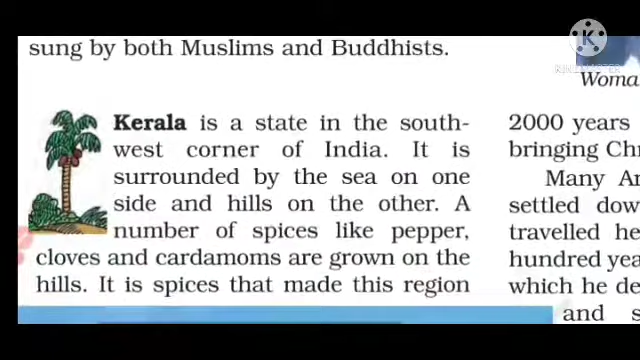 sung by both Muslims and Buddhists.
Kerala is a state in the south-
west corner of India. It is
surrounded by the sea on one
side and hills on the other. A
number of spices like pepper,
cloves and cardamoms are grown on the
hills. It is spices that made this region
KINEMASTER
Woma
2000 years
bringing Chr
Many Ar
settled dow
travelled he
hundred yea
which he de
and s